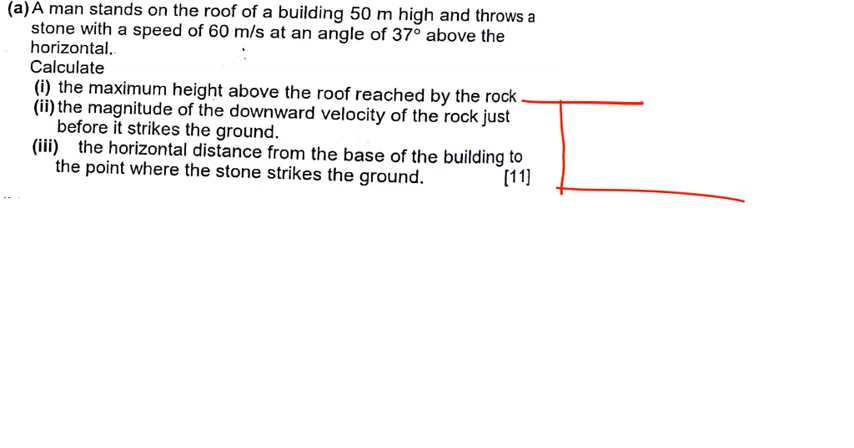 (a) A man stands on the roof of a building 50 m high and throws a
stone with a speed of 60 m/s at an angle of 37° above the
horizontal.
Calculate
(i) the maximum height above the roof reached by the rock
(ii) the magnitude of the downward velocity of the rock just
before it strikes the ground.
(iii) the horizontal distance from the base of the building to
the point where the stone strikes the ground. [11]